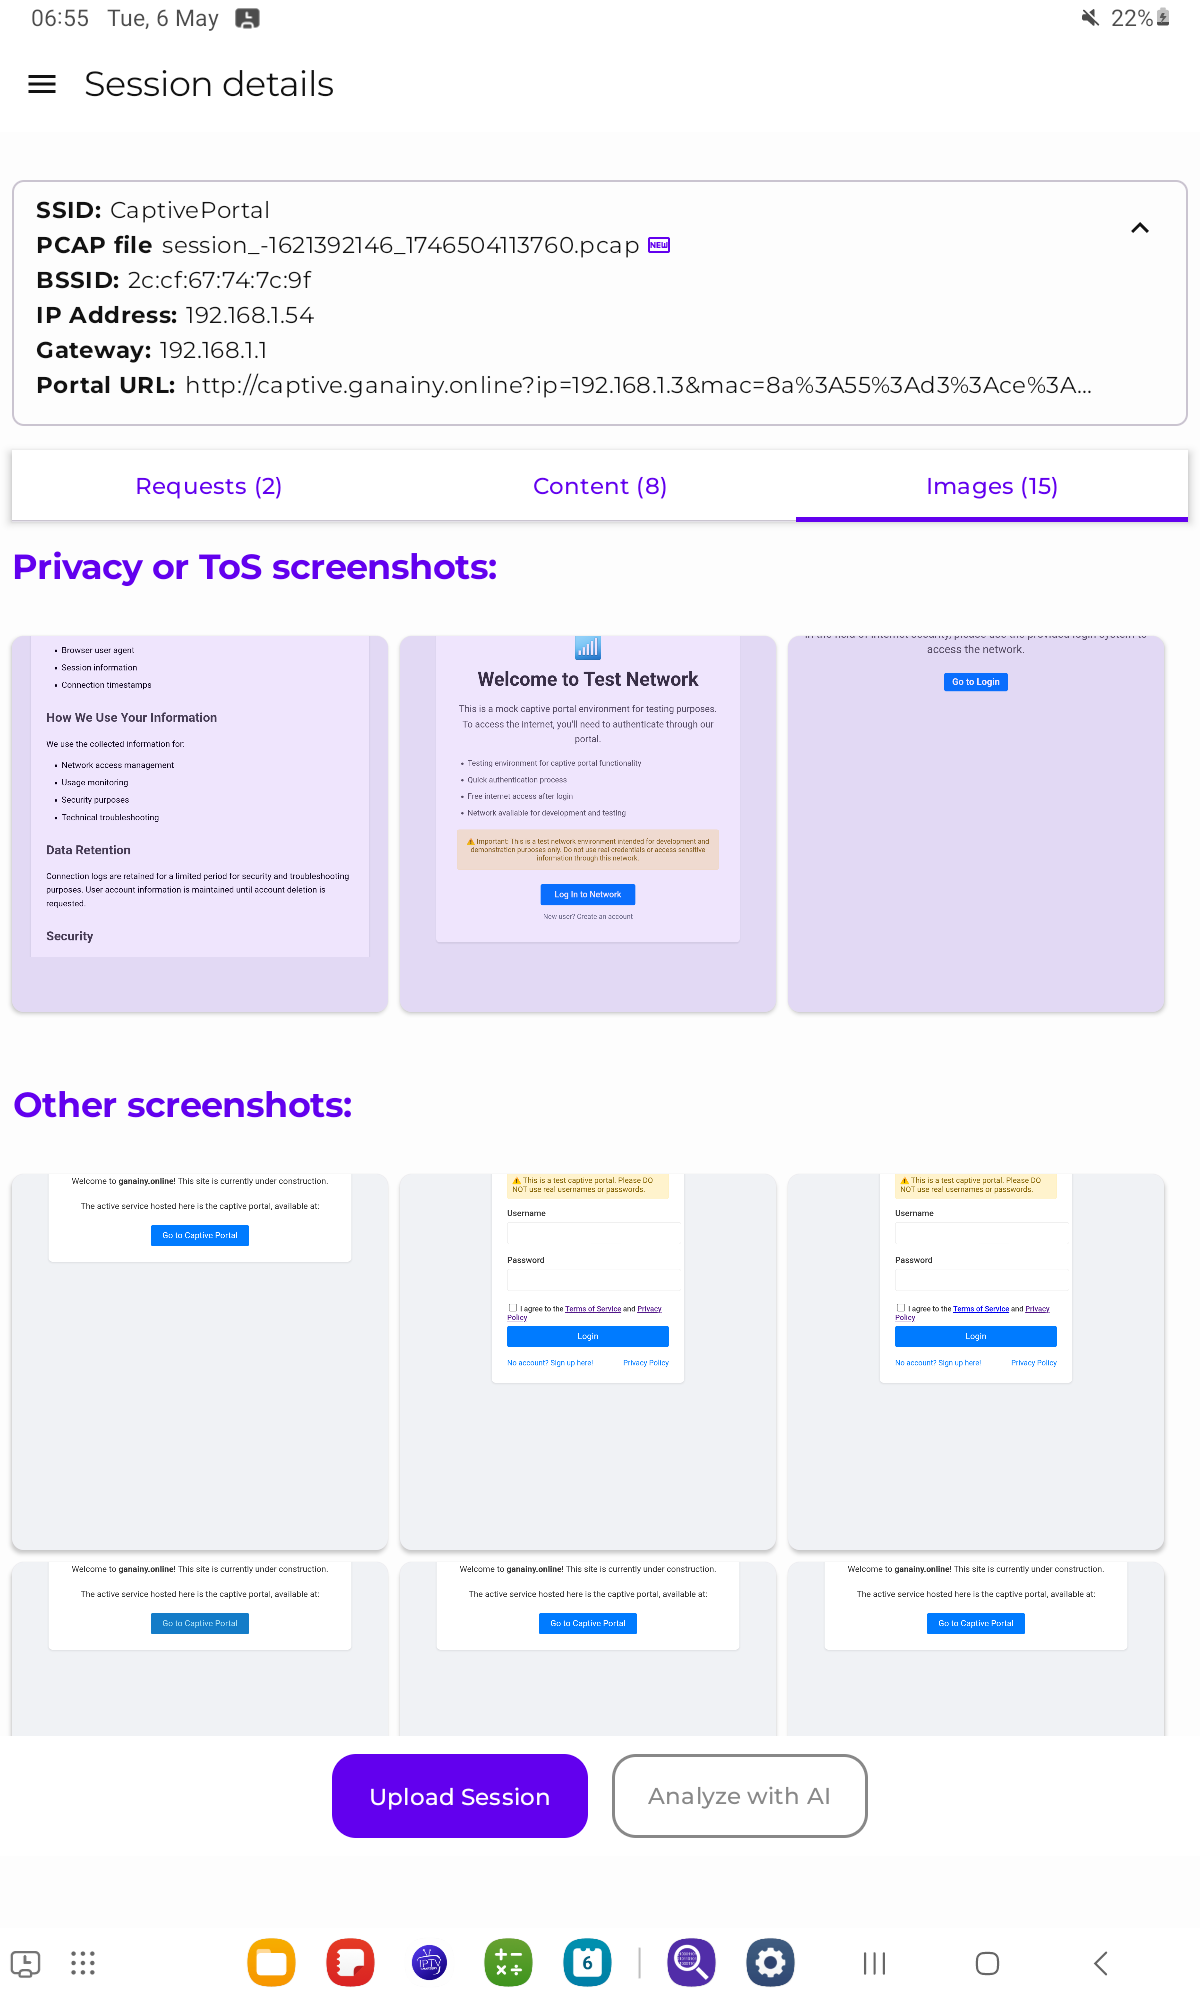 06:55 Tue, 6 May
22%
Session details
SSID: CaptivePortal
PCAP file session_-1621392146_1746504113760.pcap NEW
BSSID: 2c:cf:67:74:7c:9f
IP Address: 192.168.1.54
Gateway: 192.168.1.1
Portal URL: http://captive.ganainy.online?ip=192.168.1.3&mac=8a%3A55%3Ad3%3Ace%3A...
Requests (2)
Content (8)
Images (15)
Privacy or ToS screenshots:
• Browser user agent
• Session information
• Connection timestamps
How We Use Your Information
We use the collected information for:
• Network access management
• Usage monitoring
• Security purposes
• Technical troubleshooting
Data Retention
Connection logs are retained for a limited period for security and troubleshooting
purposes. User account information is maintained until account deletion is
requested.
Security
Welcome to Test Network
This is a mock captive portal environment for testing purposes.
To access the internet, you'll need to authenticate through our
portal.
• Testing environment for captive portal functionality
• Quick authentication process
• Free internet access after login
• Network available for development and testing
⚠ Important: This is a test network environment intended for development and
demonstration purposes only. Do not use real credentials or access sensitive
information through this network.
Log In to Network
New user? Create an account
in the field of internet security, please use the provided login system to
access the network.
Go to Login
Other screenshots:
Welcome to ganainy.online! This site is currently under construction.
The active service hosted here is the captive portal, available at:
Go to Captive Portal
⚠ This is a test captive portal. Please DO
NOT use real usernames or passwords.
Username
Password
I agree to the Terms of Service and Privacy
Policy
Login
No account? Sign up here!
Privacy Policy
⚠ This is a test captive portal. Please DO
NOT use real usernames or passwords.
Username
Password
I agree to the Terms of Service and Privacy
Policy
Login
No account? Sign up here!
Privacy Policy
Welcome to ganainy.online! This site is currently under construction.
The active service hosted here is the captive portal, available at:
Go to Captive Portal
Welcome to ganainy.online! This site is currently under construction.
The active service hosted here is the captive portal, available at:
Go to Captive Portal
Welcome to ganainy.online! This site is currently under construction.
The active service hosted here is the captive portal, available at:
Go to Captive Portal
Upload Session
Analyze with AI
IPTV
6